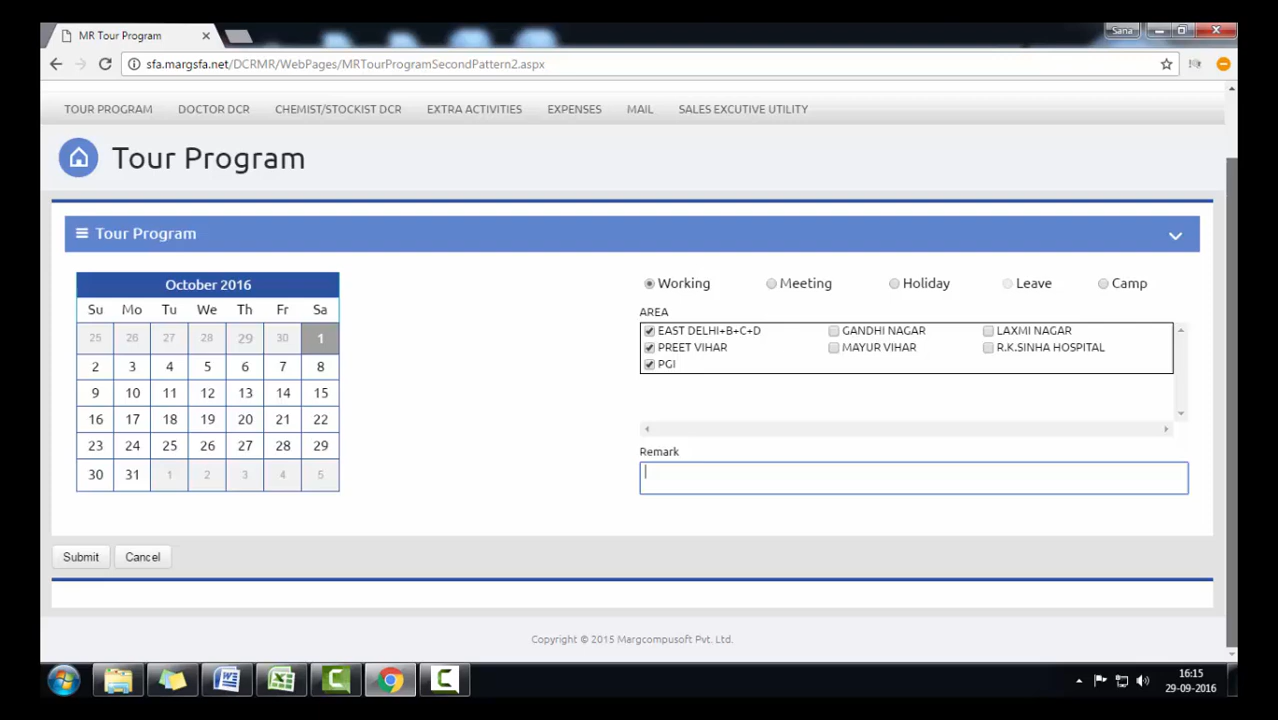 MR Tour Program
Sana
sfa.margsfa.net/DCRMR/WebPages/MRTourProgramSecondPattern2.aspx
TOUR PROGRAM DOCTOR DCR CHEMIST/STOCKIST DCR EXTRA ACTIVITIES EXPENSES MAIL SALES EXCUTIVE UTILITY
Tour Program
Tour Program
October 2016
Su Mo Tu We Th Fr Sa
25 26 27 28 29 30 1
2 3 4 5 6 7 8
9 10 11 12 13 14 15
16 17 18 19 20 21 22
23 24 25 26 27 28 29
30 31 1 2 3 4 5
Working Meeting Holiday Leave Camp
AREA
EAST DELHI+B+C+D GANDHI NAGAR LAXMI NAGAR
PREET VIHAR MAYUR VIHAR R.K.SINHA HOSPITAL
PGI
Remark
Submit Cancel
Copyright © 2015 Margcompusoft Pvt. Ltd.
16:15
29-09-2016